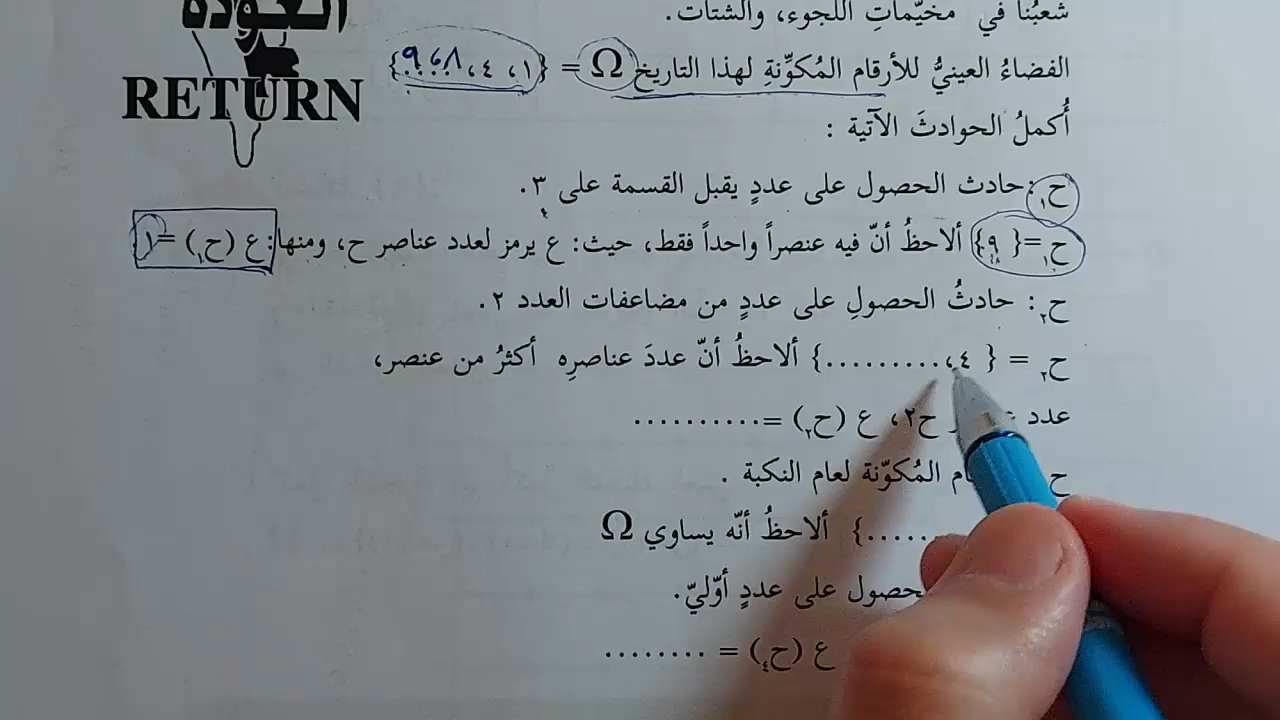 العودة
RETURN
شعبُنا في مخيّماتِ اللجوء، والشتات.
الفضاءُ العينيُّ للأرقام المُكوِّنةِ لهذا التاريخ Ω = {١، ٤، ٨، ٩}
أُكملُ الحوادثَ الآتية :
ح١: حادث الحصول على عددٍ يقبل القسمة على ٣.
ح١= {٩} ألاحظُ أنّ فيه عنصراً واحداً فقط، حيث: ع يرمز لعدد عناصر ح، ومنها: ع (ح١) = ١
ح٢: حادثُ الحصولِ على عددٍ من مضاعفات العدد ٢.
ح٢ = { ٤، ..........} ألاحظُ أنّ عددَ عناصرِه أكثرُ من عنصر،
عدد ح٢، ع (ح٢) = ..........
ح المُكوّنة لعام النكبة .
......} ألاحظُ أنّه يساوي Ω
على عددٍ أوّليّ.
ع (ح٤) = ........